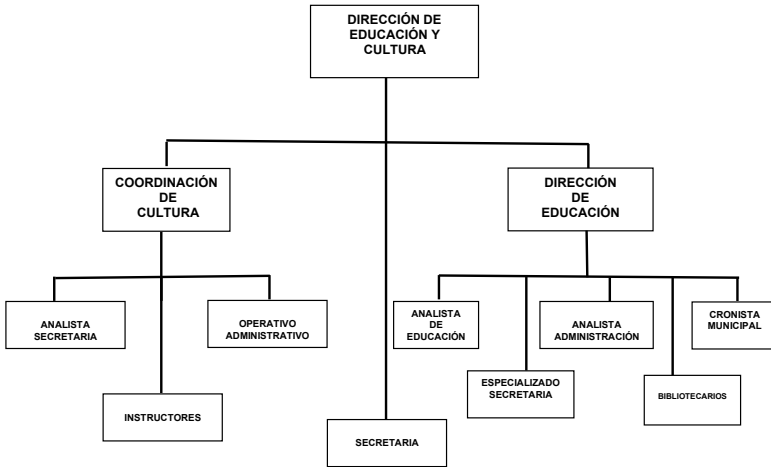 DIRECCIÓN DE
EDUCACIÓN Y
CULTURA
COORDINACIÓN
DE
CULTURA
DIRECCIÓN
DE
EDUCACIÓN
ANALISTA
SECRETARIA
OPERATIVO
ADMINISTRATIVO
ANALISTA
DE
EDUCACIÓN
ANALISTA
ADMINISTRACIÓN
CRONISTA
MUNICIPAL
INSTRUCTORES
SECRETARIA
ESPECIALIZADO
SECRETARIA
BIBLIOTECARIOS